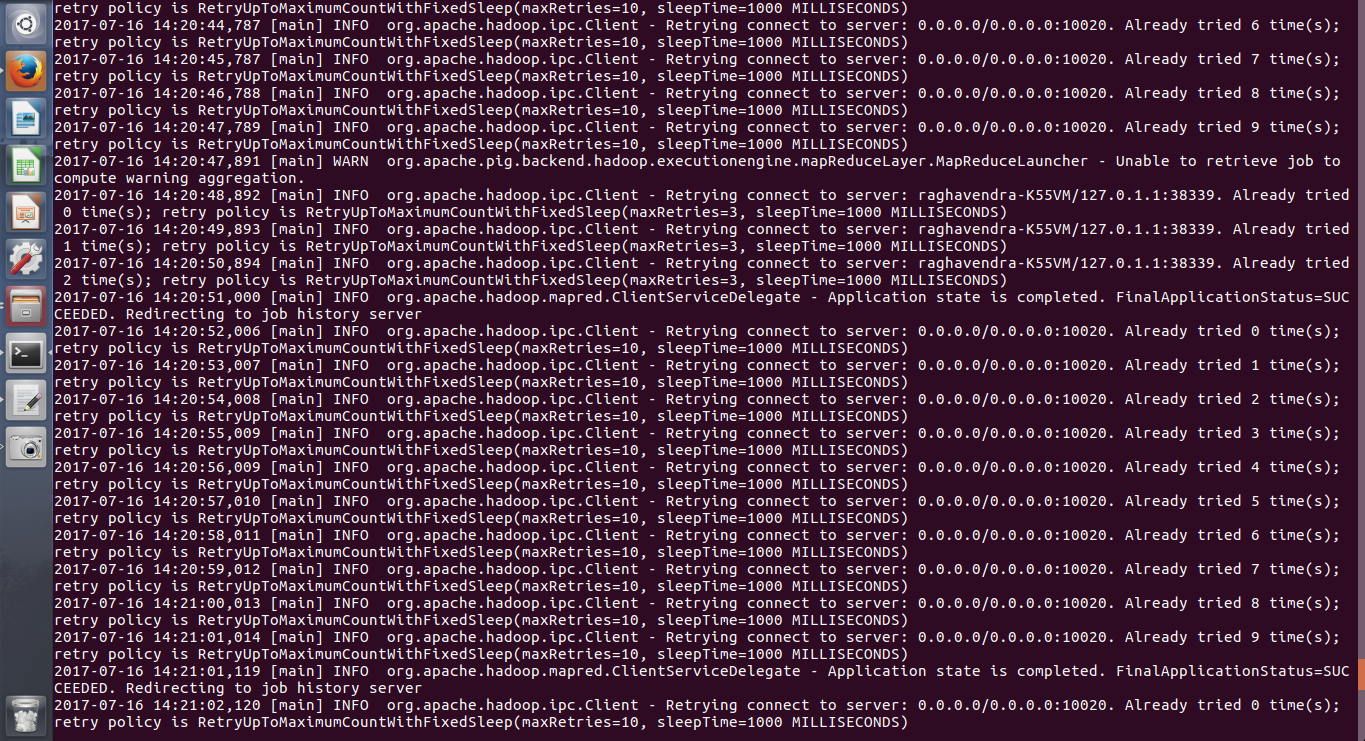 retry policy is RetryUpToMaximumCountWithFixedSleep(maxRetries=10, sleepTime=1000 MILLISECONDS)
2017-07-16 14:20:44,787 [main] INFO  org.apache.hadoop.ipc.Client - Retrying connect to server: 0.0.0.0/0.0.0.0:10020. Already tried 6 time(s);
retry policy is RetryUpToMaximumCountWithFixedSleep(maxRetries=10, sleepTime=1000 MILLISECONDS)
2017-07-16 14:20:45,787 [main] INFO  org.apache.hadoop.ipc.Client - Retrying connect to server: 0.0.0.0/0.0.0.0:10020. Already tried 7 time(s);
retry policy is RetryUpToMaximumCountWithFixedSleep(maxRetries=10, sleepTime=1000 MILLISECONDS)
2017-07-16 14:20:46,788 [main] INFO  org.apache.hadoop.ipc.Client - Retrying connect to server: 0.0.0.0/0.0.0.0:10020. Already tried 8 time(s);
retry policy is RetryUpToMaximumCountWithFixedSleep(maxRetries=10, sleepTime=1000 MILLISECONDS)
2017-07-16 14:20:47,789 [main] INFO  org.apache.hadoop.ipc.Client - Retrying connect to server: 0.0.0.0/0.0.0.0:10020. Already tried 9 time(s);
retry policy is RetryUpToMaximumCountWithFixedSleep(maxRetries=10, sleepTime=1000 MILLISECONDS)
2017-07-16 14:20:47,891 [main] WARN  org.apache.pig.backend.hadoop.executionengine.mapReduceLayer.MapReduceLauncher - Unable to retrieve job to
compute warning aggregation.
2017-07-16 14:20:48,892 [main] INFO  org.apache.hadoop.ipc.Client - Retrying connect to server: raghavendra-K55VM/127.0.1.1:38339. Already tried
 0 time(s); retry policy is RetryUpToMaximumCountWithFixedSleep(maxRetries=3, sleepTime=1000 MILLISECONDS)
2017-07-16 14:20:49,893 [main] INFO  org.apache.hadoop.ipc.Client - Retrying connect to server: raghavendra-K55VM/127.0.1.1:38339. Already tried
 1 time(s); retry policy is RetryUpToMaximumCountWithFixedSleep(maxRetries=3, sleepTime=1000 MILLISECONDS)
2017-07-16 14:20:50,894 [main] INFO  org.apache.hadoop.ipc.Client - Retrying connect to server: raghavendra-K55VM/127.0.1.1:38339. Already tried
 2 time(s); retry policy is RetryUpToMaximumCountWithFixedSleep(maxRetries=3, sleepTime=1000 MILLISECONDS)
2017-07-16 14:20:51,000 [main] INFO  org.apache.hadoop.mapred.ClientServiceDelegate - Application state is completed. FinalApplicationStatus=SUC
CEEDED. Redirecting to job history server
2017-07-16 14:20:52,006 [main] INFO  org.apache.hadoop.ipc.Client - Retrying connect to server: 0.0.0.0/0.0.0.0:10020. Already tried 0 time(s);
retry policy is RetryUpToMaximumCountWithFixedSleep(maxRetries=10, sleepTime=1000 MILLISECONDS)
2017-07-16 14:20:53,007 [main] INFO  org.apache.hadoop.ipc.Client - Retrying connect to server: 0.0.0.0/0.0.0.0:10020. Already tried 1 time(s);
retry policy is RetryUpToMaximumCountWithFixedSleep(maxRetries=10, sleepTime=1000 MILLISECONDS)
2017-07-16 14:20:54,008 [main] INFO  org.apache.hadoop.ipc.Client - Retrying connect to server: 0.0.0.0/0.0.0.0:10020. Already tried 2 time(s);
retry policy is RetryUpToMaximumCountWithFixedSleep(maxRetries=10, sleepTime=1000 MILLISECONDS)
2017-07-16 14:20:55,009 [main] INFO  org.apache.hadoop.ipc.Client - Retrying connect to server: 0.0.0.0/0.0.0.0:10020. Already tried 3 time(s);
retry policy is RetryUpToMaximumCountWithFixedSleep(maxRetries=10, sleepTime=1000 MILLISECONDS)
2017-07-16 14:20:56,009 [main] INFO  org.apache.hadoop.ipc.Client - Retrying connect to server: 0.0.0.0/0.0.0.0:10020. Already tried 4 time(s);
retry policy is RetryUpToMaximumCountWithFixedSleep(maxRetries=10, sleepTime=1000 MILLISECONDS)
2017-07-16 14:20:57,010 [main] INFO  org.apache.hadoop.ipc.Client - Retrying connect to server: 0.0.0.0/0.0.0.0:10020. Already tried 5 time(s);
retry policy is RetryUpToMaximumCountWithFixedSleep(maxRetries=10, sleepTime=1000 MILLISECONDS)
2017-07-16 14:20:58,011 [main] INFO  org.apache.hadoop.ipc.Client - Retrying connect to server: 0.0.0.0/0.0.0.0:10020. Already tried 6 time(s);
retry policy is RetryUpToMaximumCountWithFixedSleep(maxRetries=10, sleepTime=1000 MILLISECONDS)
2017-07-16 14:20:59,012 [main] INFO  org.apache.hadoop.ipc.Client - Retrying connect to server: 0.0.0.0/0.0.0.0:10020. Already tried 7 time(s);
retry policy is RetryUpToMaximumCountWithFixedSleep(maxRetries=10, sleepTime=1000 MILLISECONDS)
2017-07-16 14:21:00,013 [main] INFO  org.apache.hadoop.ipc.Client - Retrying connect to server: 0.0.0.0/0.0.0.0:10020. Already tried 8 time(s);
retry policy is RetryUpToMaximumCountWithFixedSleep(maxRetries=10, sleepTime=1000 MILLISECONDS)
2017-07-16 14:21:01,014 [main] INFO  org.apache.hadoop.ipc.Client - Retrying connect to server: 0.0.0.0/0.0.0.0:10020. Already tried 9 time(s);
retry policy is RetryUpToMaximumCountWithFixedSleep(maxRetries=10, sleepTime=1000 MILLISECONDS)
2017-07-16 14:21:01,119 [main] INFO  org.apache.hadoop.mapred.ClientServiceDelegate - Application state is completed. FinalApplicationStatus=SUC
CEEDED. Redirecting to job history server
2017-07-16 14:21:02,120 [main] INFO  org.apache.hadoop.ipc.Client - Retrying connect to server: 0.0.0.0/0.0.0.0:10020. Already tried 0 time(s);
retry policy is RetryUpToMaximumCountWithFixedSleep(maxRetries=10, sleepTime=1000 MILLISECONDS)